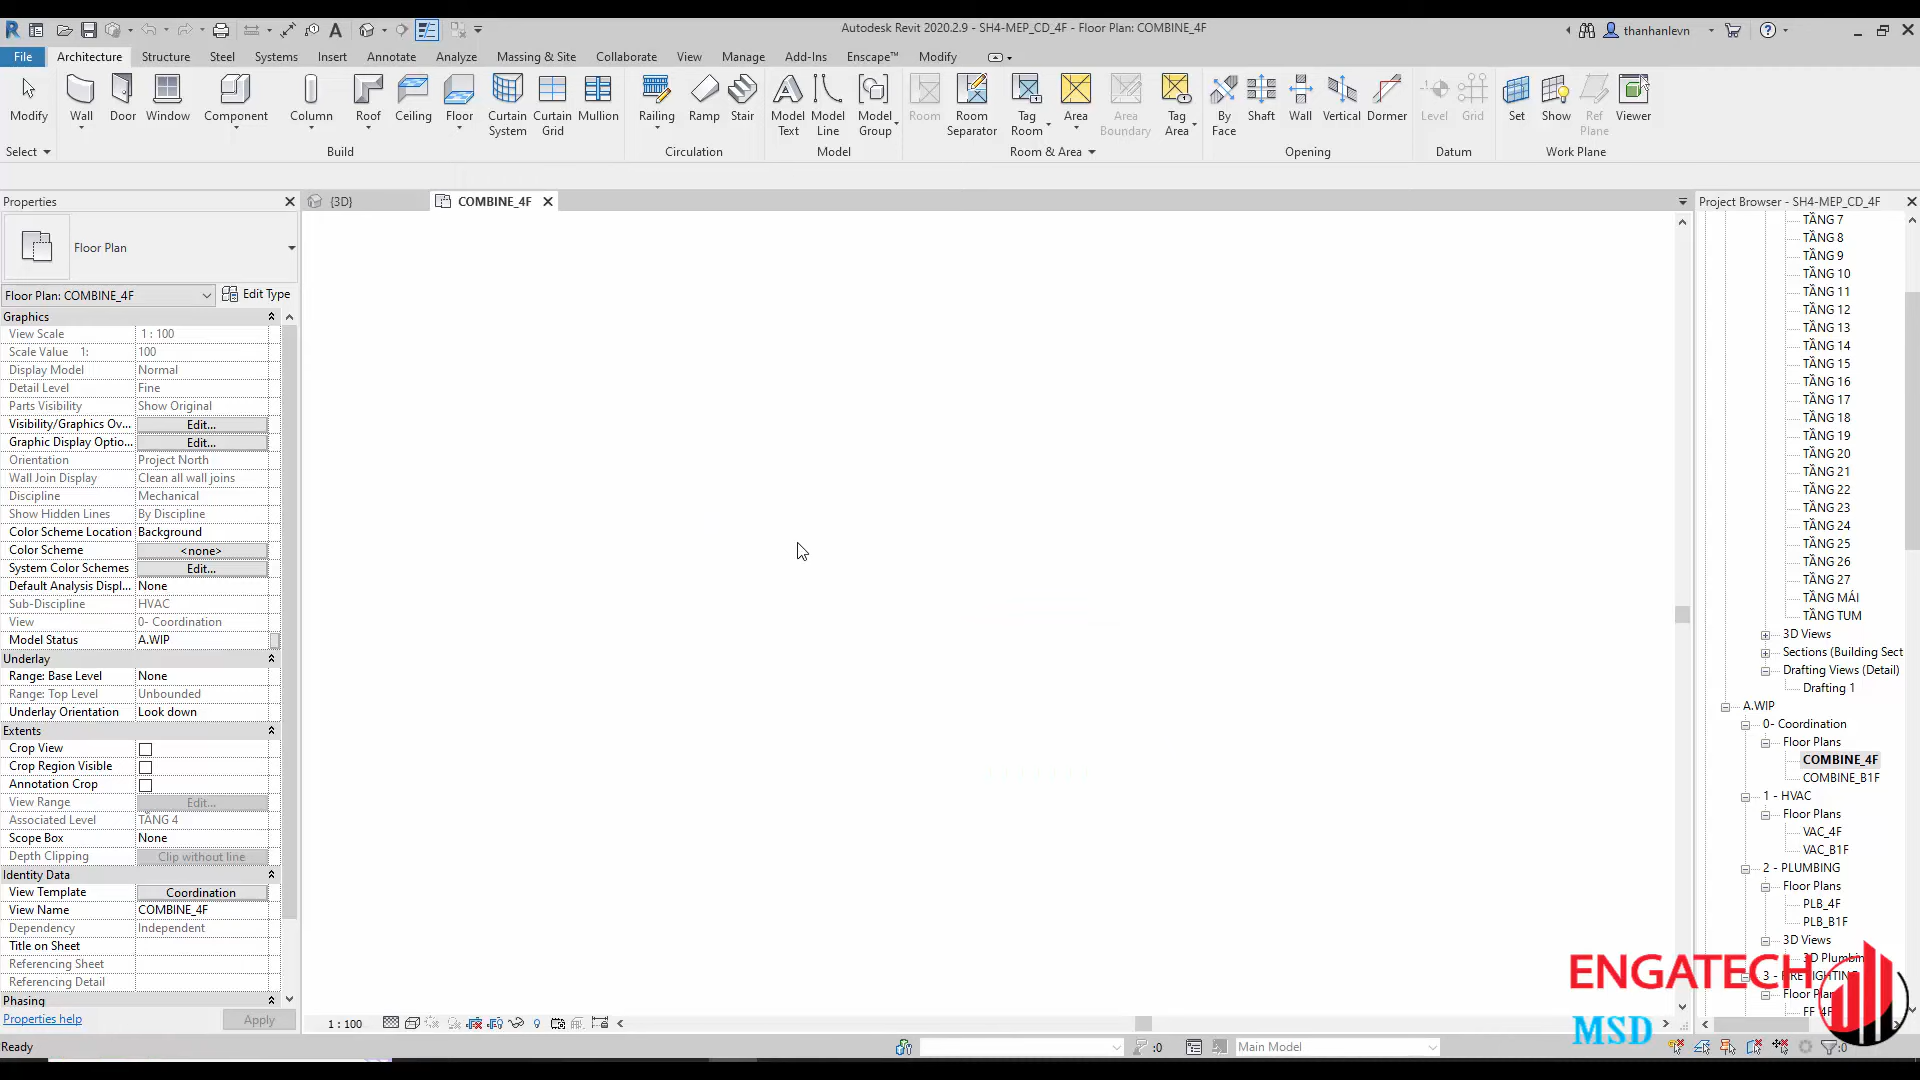 Autodesk Revit 2020.2.9 - SH4-MEP_CD_4F - Floor Plan: COMBINE_4F
thanhlevn
File Architecture Structure Steel Systems Insert Annotate Analyze Massing & Site Collaborate View Manage Add-Ins Enscape™ Modify
Modify Wall Door Window Component Column Roof Ceiling Floor Curtain System Curtain Grid Mullion Railing Ramp Stair Model Text Model Line Model Group Room Room Separator Tag Room Area Area Boundary Tag Area By Face Shaft Wall Vertical Dormer Level Grid Set Show Ref Plane Viewer
Select Build Circulation Model Room & Area Opening Datum Work Plane
Properties
Floor Plan
Floor Plan: COMBINE_4F Edit Type
Graphics
View Scale 1 : 100
Scale Value 1: 100
Display Model Normal
Detail Level Fine
Parts Visibility Show Original
Visibility/Graphics Ov... Edit...
Graphic Display Optio... Edit...
Orientation Project North
Wall Join Display Clean all wall joins
Discipline Mechanical
Show Hidden Lines By Discipline
Color Scheme Location Background
Color Scheme <none>
System Color Schemes Edit...
Default Analysis Displ... None
Sub-Discipline HVAC
View 0- Coordination
Model Status A.WIP
Underlay
Range: Base Level None
Range: Top Level Unbounded
Underlay Orientation Look down
Extents
Crop View
Crop Region Visible
Annotation Crop
View Range Edit...
Associated Level TẦNG 4
Scope Box None
Depth Clipping Clip without line
Identity Data
View Template Coordination
View Name COMBINE_4F
Dependency Independent
Title on Sheet
Referencing Sheet
Referencing Detail
Phasing
Properties help Apply
{3D} COMBINE_4F
Project Browser - SH4-MEP_CD_4F
TẦNG 7
TẦNG 8
TẦNG 9
TẦNG 10
TẦNG 11
TẦNG 12
TẦNG 13
TẦNG 14
TẦNG 15
TẦNG 16
TẦNG 17
TẦNG 18
TẦNG 19
TẦNG 20
TẦNG 21
TẦNG 22
TẦNG 23
TẦNG 24
TẦNG 25
TẦNG 26
TẦNG 27
TẦNG MÁI
TẦNG TUM
3D Views
Sections (Building Sect
Drafting Views (Detail)
Drafting 1
A.WIP
0- Coordination
Floor Plans
COMBINE_4F
COMBINE_B1F
1 - HVAC
Floor Plans
VAC_4F
VAC_B1F
2 - PLUMBING
Floor Plans
PLB_4F
PLB_B1F
3D Views
ENGATECH
MSD
1 : 100
Ready :0 Main Model :0